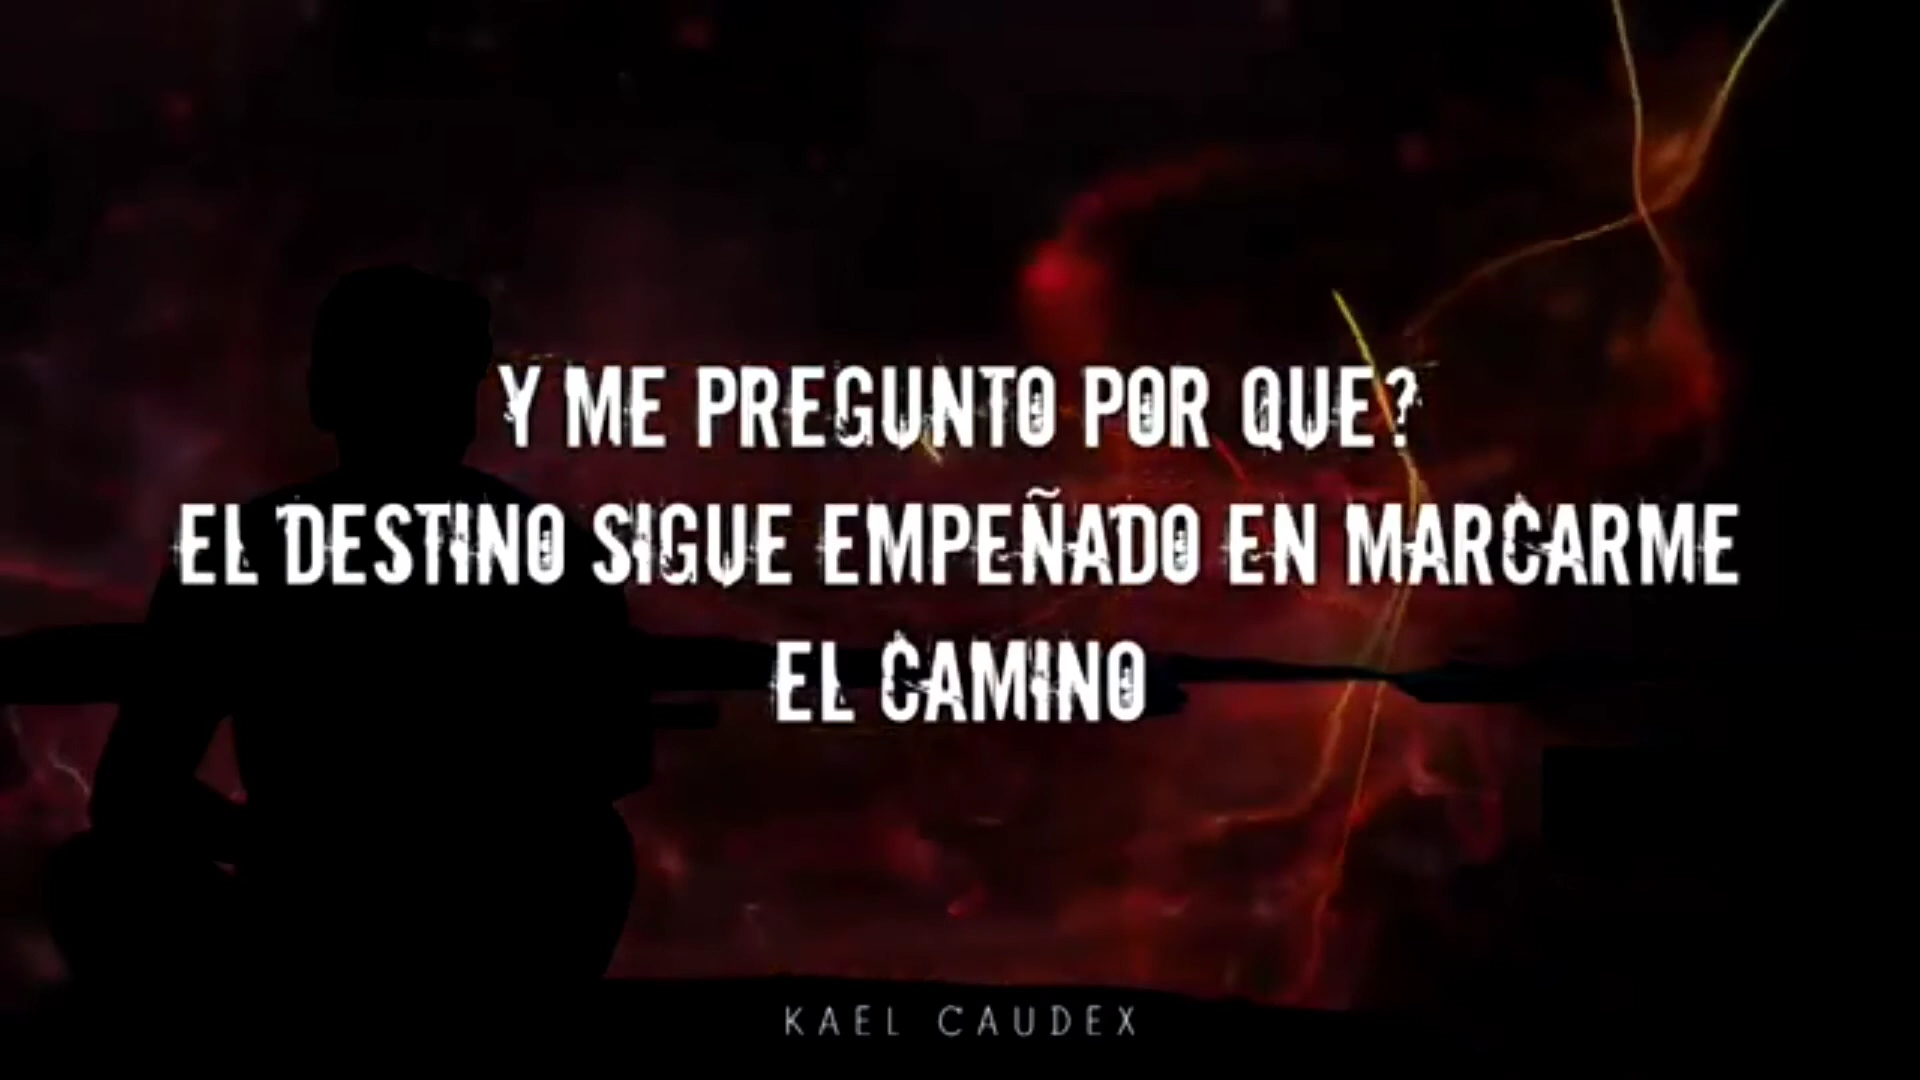 Y ME PREGUNTO POR QUE?
EL DESTINO SIGUE EMPEÑADO EN MARCARME
EL CAMINO
KAEL CAUDEX